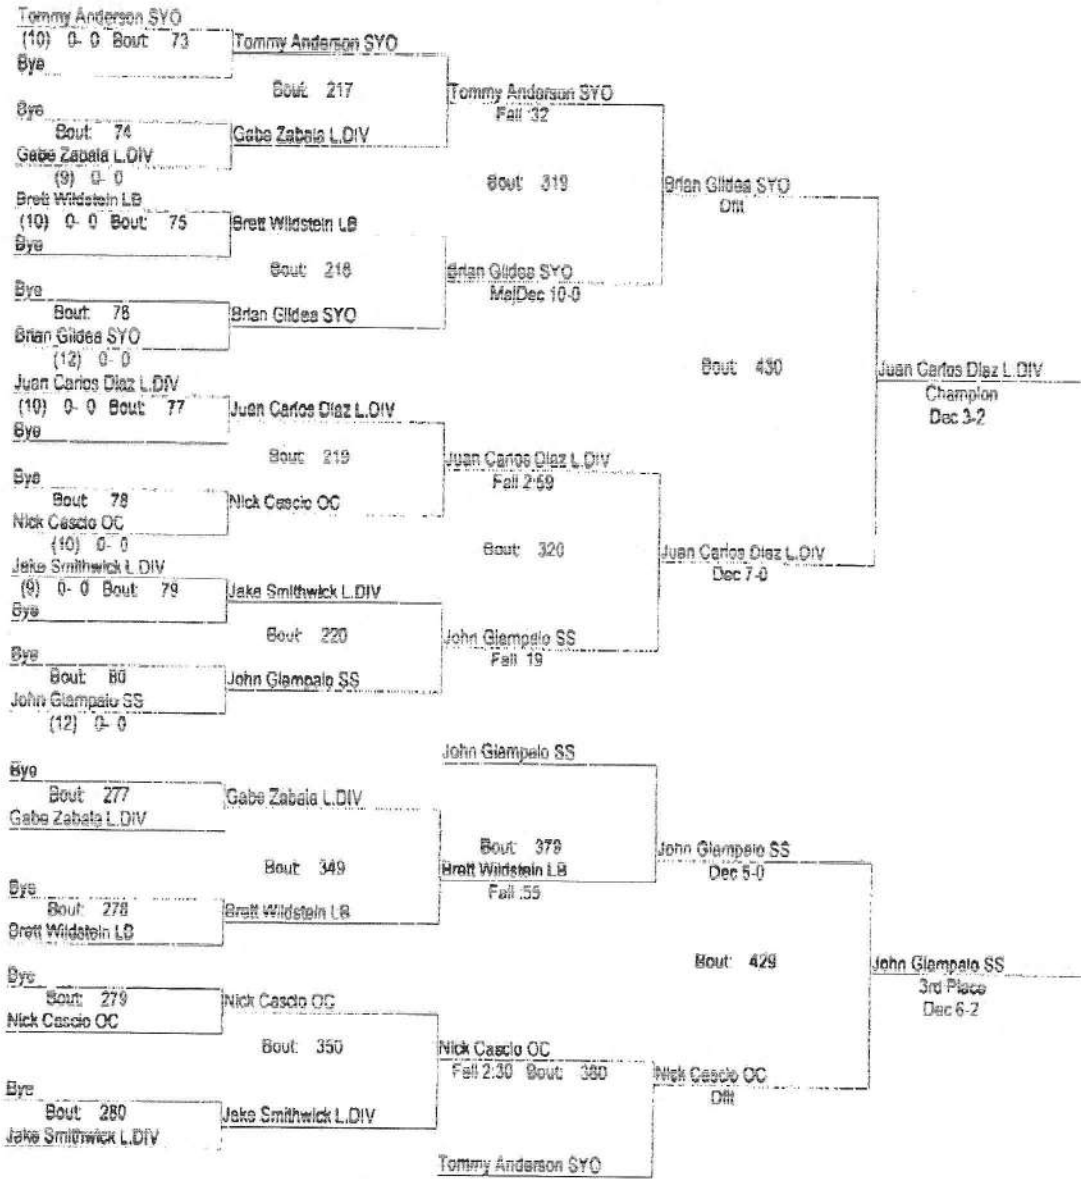 Tommy Anderson SYO
(10) 0- 0 Bout: 73
Tommy Anderson SYO
Bye
Bout: 217
Tommy Anderson SYO
Fall :32
Bye
Bout: 74
Gabe Zabala L.DIV
Gabe Zabala L.DIV
(9) 0- 0
Bout: 319
Brian Gildea SYO
Dflt
Brett Wildstein LB
(10) 0- 0 Bout: 75
Brett Wildstein LB
Bye
Bout: 218
Brian Gildea SYO
MajDec 10-0
Bye
Bout: 76
Brian Gildea SYO
Brian Gildea SYO
(12) 0- 0
Bout: 430
Juan Carlos Diaz L.DIV
Champion
Dec 3-2
Juan Carlos Diaz L.DIV
(10) 0- 0 Bout: 77
Juan Carlos Diaz L.DIV
Bye
Bout: 219
Juan Carlos Diaz L.DIV
Fall 2:59
Bye
Bout: 78
Nick Cascio OC
Nick Cascio OC
(10) 0- 0
Bout: 320
Juan Carlos Diaz L.DIV
Dec 7-0
Jake Smithwick L.DIV
(9) 0- 0 Bout: 79
Jake Smithwick L.DIV
Bye
Bout: 220
John Giampalo SS
Fall :19
Bye
Bout: 80
John Giampalo SS
John Giampalo SS
(12) 0- 0
John Giampalo SS
Bye
Bout: 277
Gabe Zabala L.DIV
Gabe Zabala L.DIV
Bout: 379
John Giampalo SS
Dec 5-0
Bout: 349
Brett Wildstein LB
Fall :55
Bye
Bout: 278
Brett Wildstein LB
Brett Wildstein LB
Bout: 429
John Giampalo SS
3rd Place
Dec 6-2
Bye
Bout: 279
Nick Cascio OC
Nick Cascio OC
Bout: 350
Nick Cascio OC
Fall 2:30 Bout: 380
Nick Cascio OC
Dflt
Bye
Bout: 280
Jake Smithwick L.DIV
Jake Smithwick L.DIV
Tommy Anderson SYO